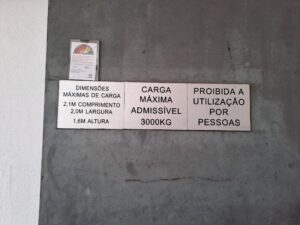 DIMENSÕES
MÁXIMAS DE CARGA
2,1M COMPRIMENTO
2,0M LARGURA
1,6M ALTURA
CARGA
MÁXIMA
ADMISSÍVEL
3000KG
PROIBIDA A
UTILIZAÇÃO
POR
PESSOAS